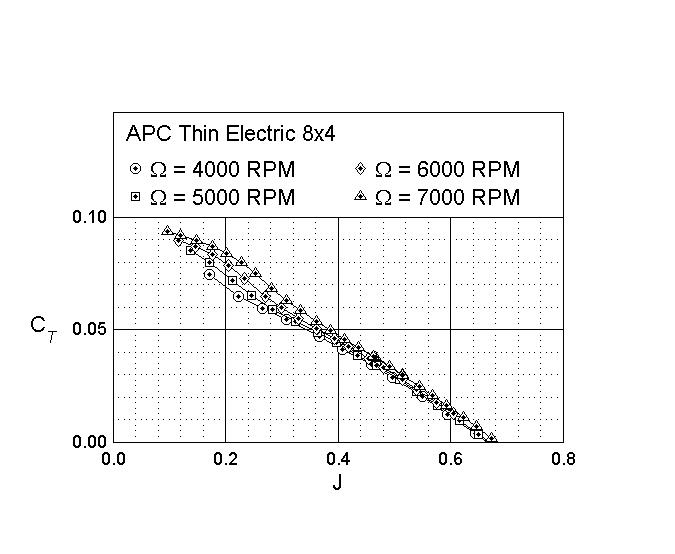 APC Thin Electric 8x4
Ω = 4000 RPM
Ω = 6000 RPM
Ω = 5000 RPM
Ω = 7000 RPM
0.10
0.05
0.00
C_T
0.0 0.2 0.4 0.6 0.8
J